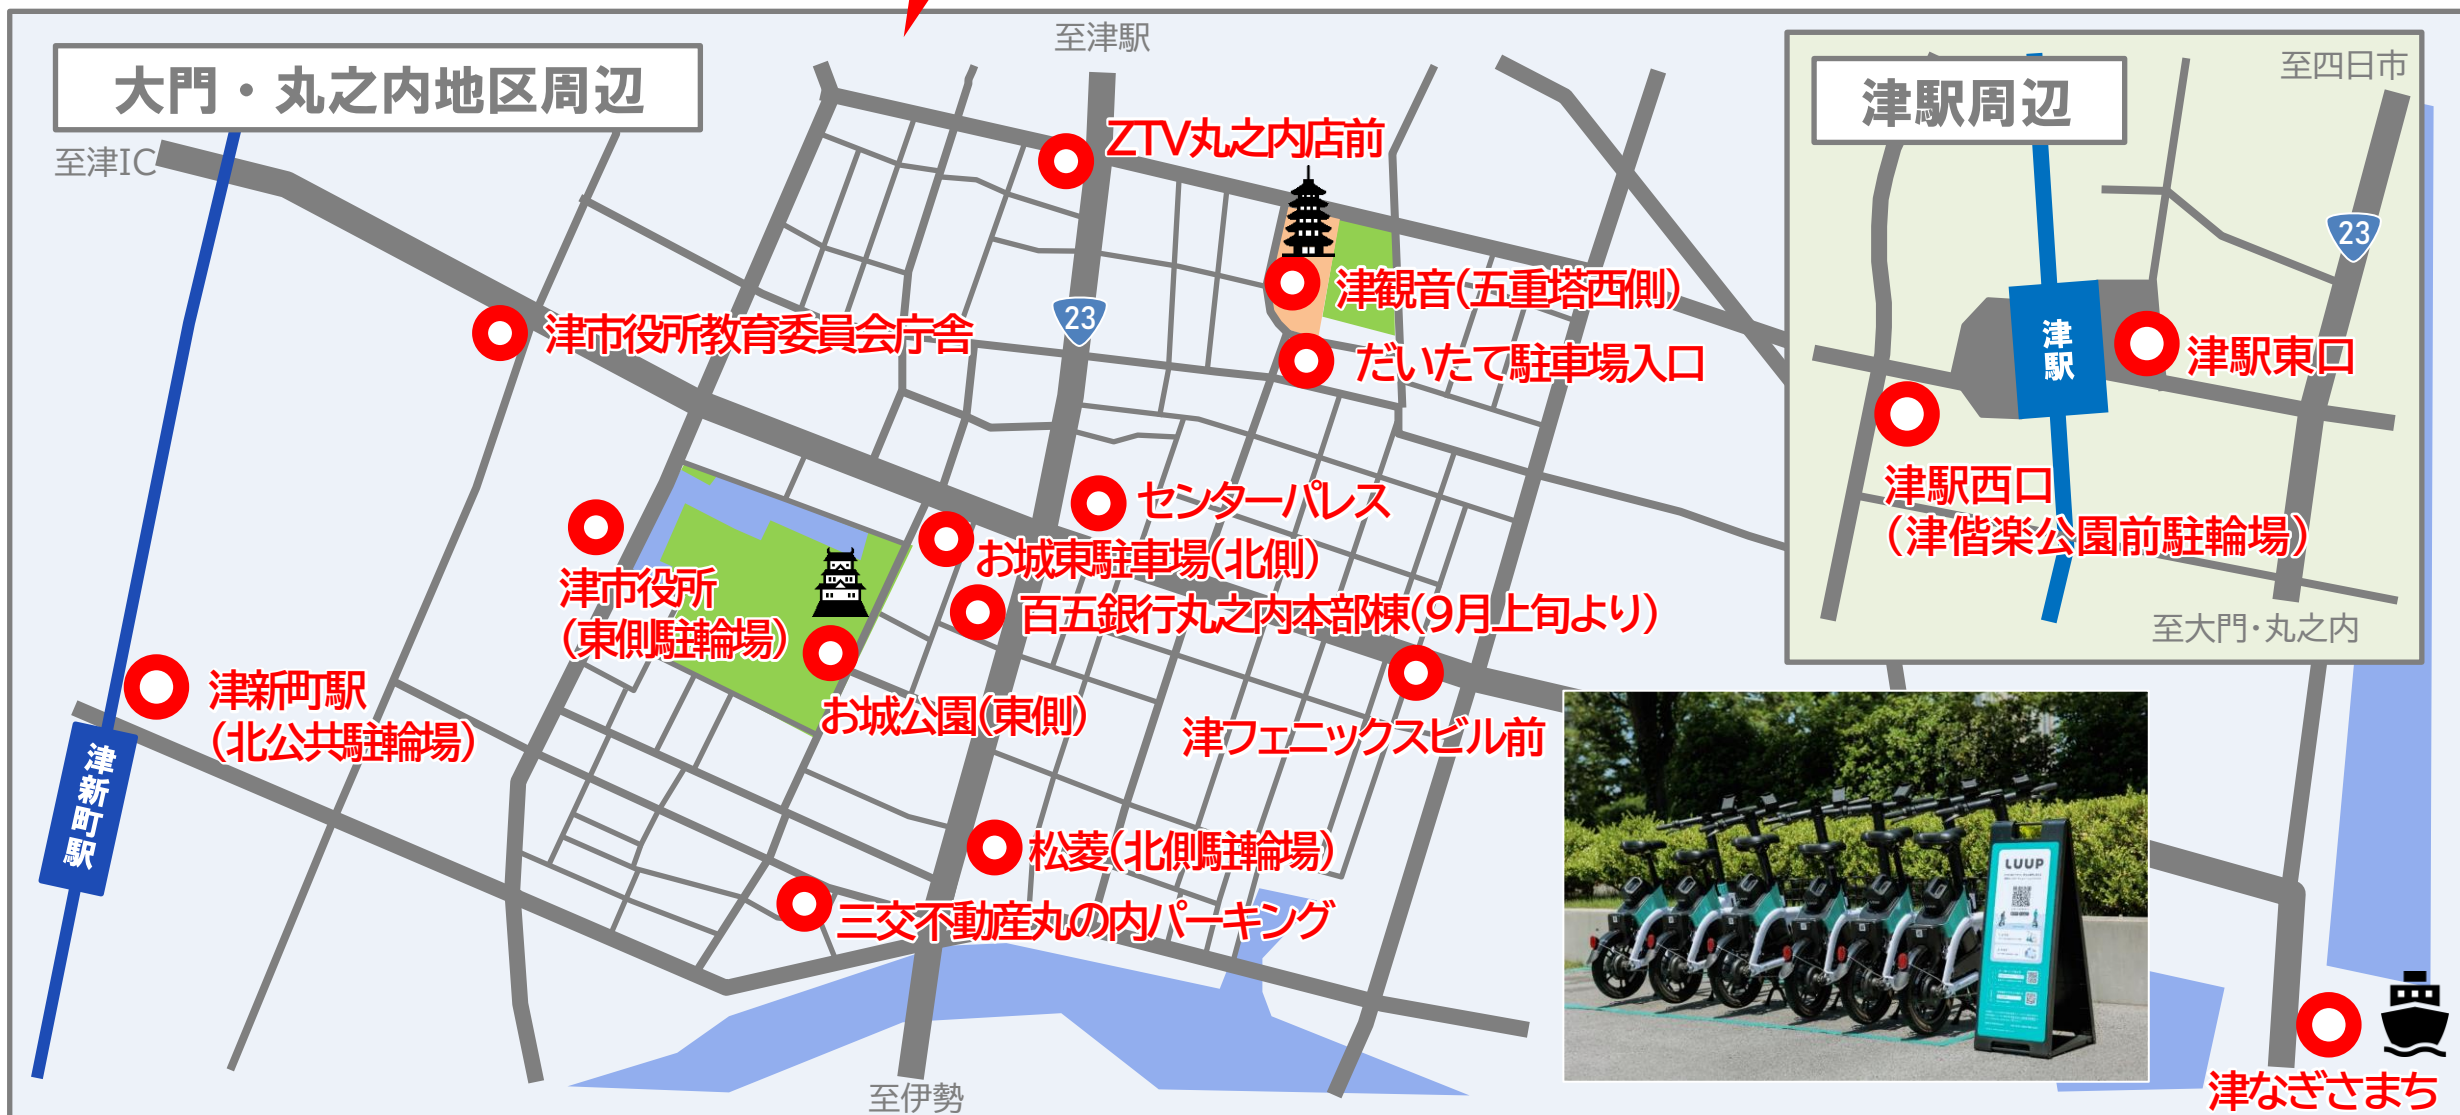 至津駅
大門・丸之内地区周辺
至津IC
ZTV丸之内店前
津観音(五重塔西側)
23
津市役所教育委員会庁舎
だいたて駐車場入口
センターパレス
お城東駐車場(北側)
津市役所
(東側駐輪場)
百五銀行丸之内本部棟(9月上旬より)
お城公園(東側)
津フェニックスビル前
津新町駅
(北公共駐輪場)
津新町駅
松菱(北側駐輪場)
三交不動産丸の内パーキング
至伊勢
津駅周辺
至四日市
23
津駅
津駅東口
津駅西口
(津偕楽公園前駐輪場)
至大門・丸之内
LUUP
津なぎさまち